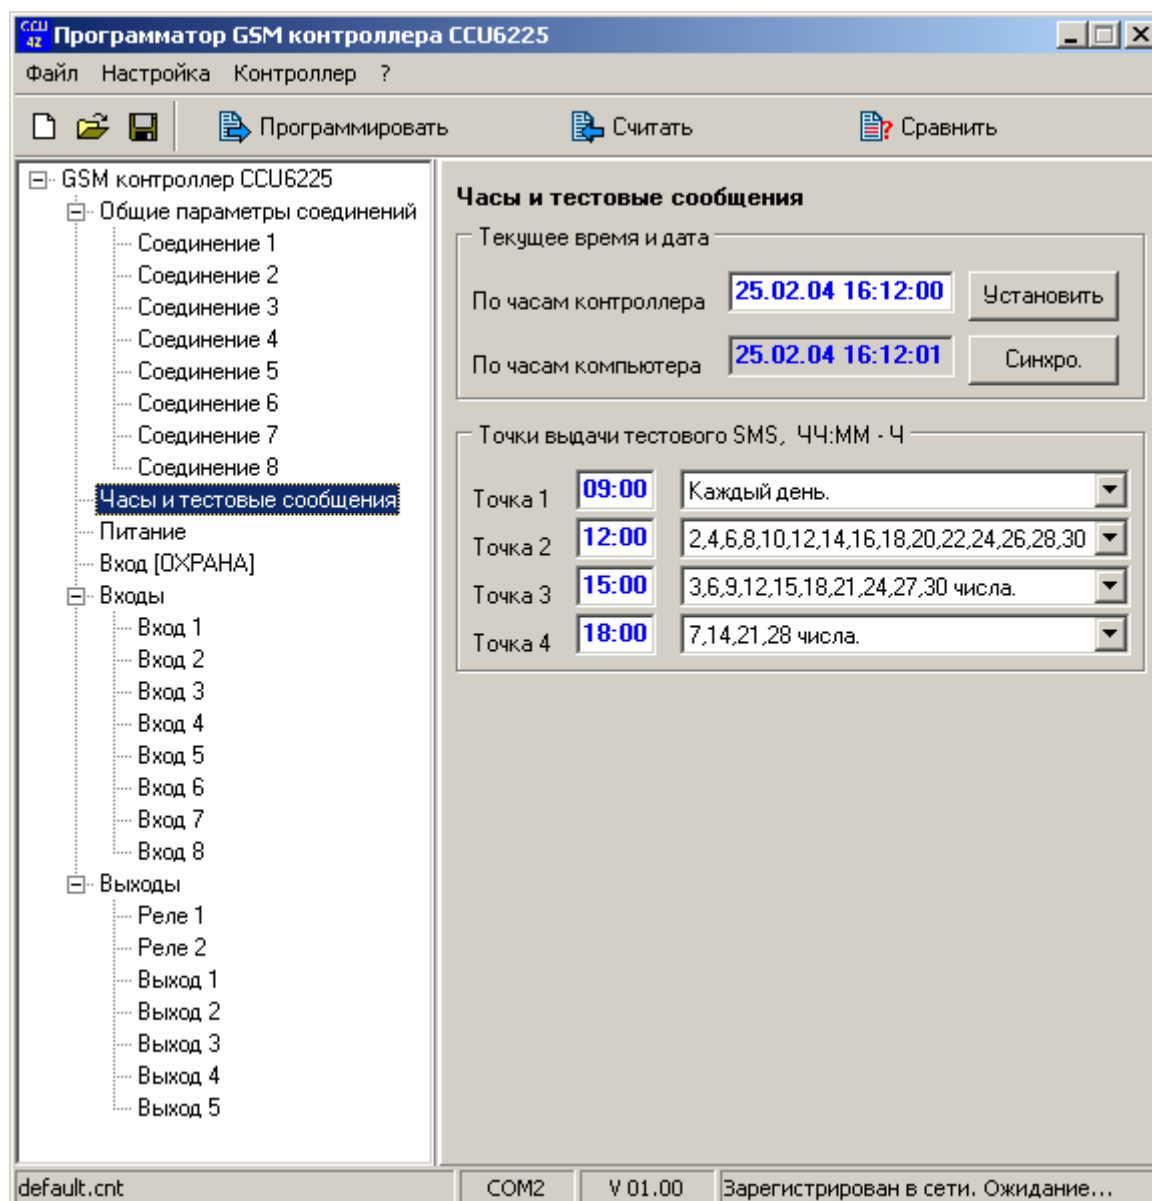 CCU 4Z Программатор GSM контроллера CCU6225
Файл Настройка Контроллер ?
Программировать Считать Сравнить
GSM контроллер CCU6225
Общие параметры соединений
Соединение 1
Соединение 2
Соединение 3
Соединение 4
Соединение 5
Соединение 6
Соединение 7
Соединение 8
Часы и тестовые сообщения
Питание
Вход [ОХРАНА]
Входы
Вход 1
Вход 2
Вход 3
Вход 4
Вход 5
Вход 6
Вход 7
Вход 8
Выходы
Реле 1
Реле 2
Выход 1
Выход 2
Выход 3
Выход 4
Выход 5
Часы и тестовые сообщения
Текущее время и дата
По часам контроллера 25.02.04 16:12:00 Установить
По часам компьютера 25.02.04 16:12:01 Синхро.
Точки выдачи тестового SMS, ЧЧ:ММ - Ч
Точка 1 09:00 Каждый день.
Точка 2 12:00 2,4,6,8,10,12,14,16,18,20,22,24,26,28,30
Точка 3 15:00 3,6,9,12,15,18,21,24,27,30 числа.
Точка 4 18:00 7,14,21,28 числа.
default.cnt COM2 V 01.00 Зарегистрирован в сети. Ожидание...